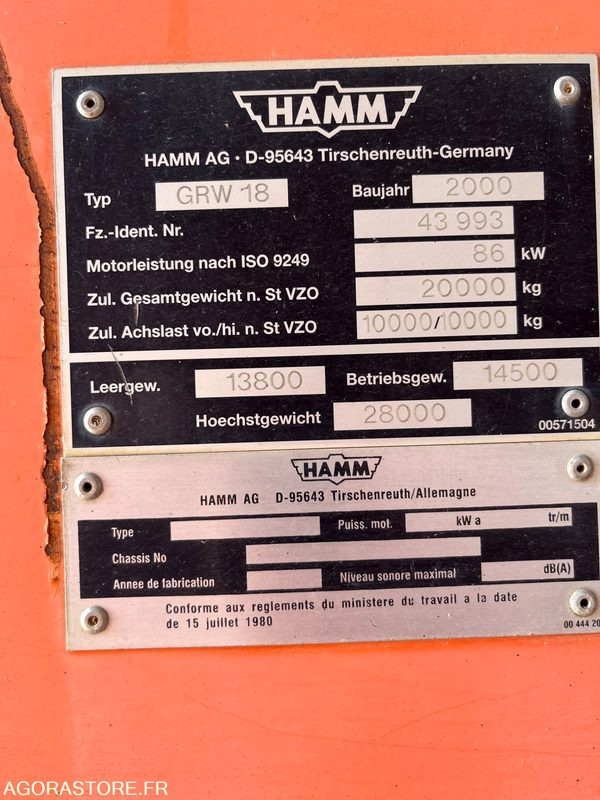 HAMM
HAMM AG · D-95643 Tirschenreuth-Germany
Typ GRW 18 Baujahr 2000
Fz.-Ident. Nr. 43 993
Motorleistung nach ISO 9249 86 kW
Zul. Gesamtgewicht n. St VZO 20000 kg
Zul. Achslast vo./hi. n. St VZO 10000/10000 kg
Leergew. 13800 Betriebsgew. 14500
Hoechstgewicht 28000
00571504
HAMM
HAMM AG D-95643 Tirschenreuth/Allemagne
Type Puiss. mot. kW a tr/m
Chassis No
Annee de fabrication Niveau sonore maximal dB(A)
Conforme aux reglements du ministere du travail a la date
de 15 juillet 1980
00 444 20
AGORASTORE.FR